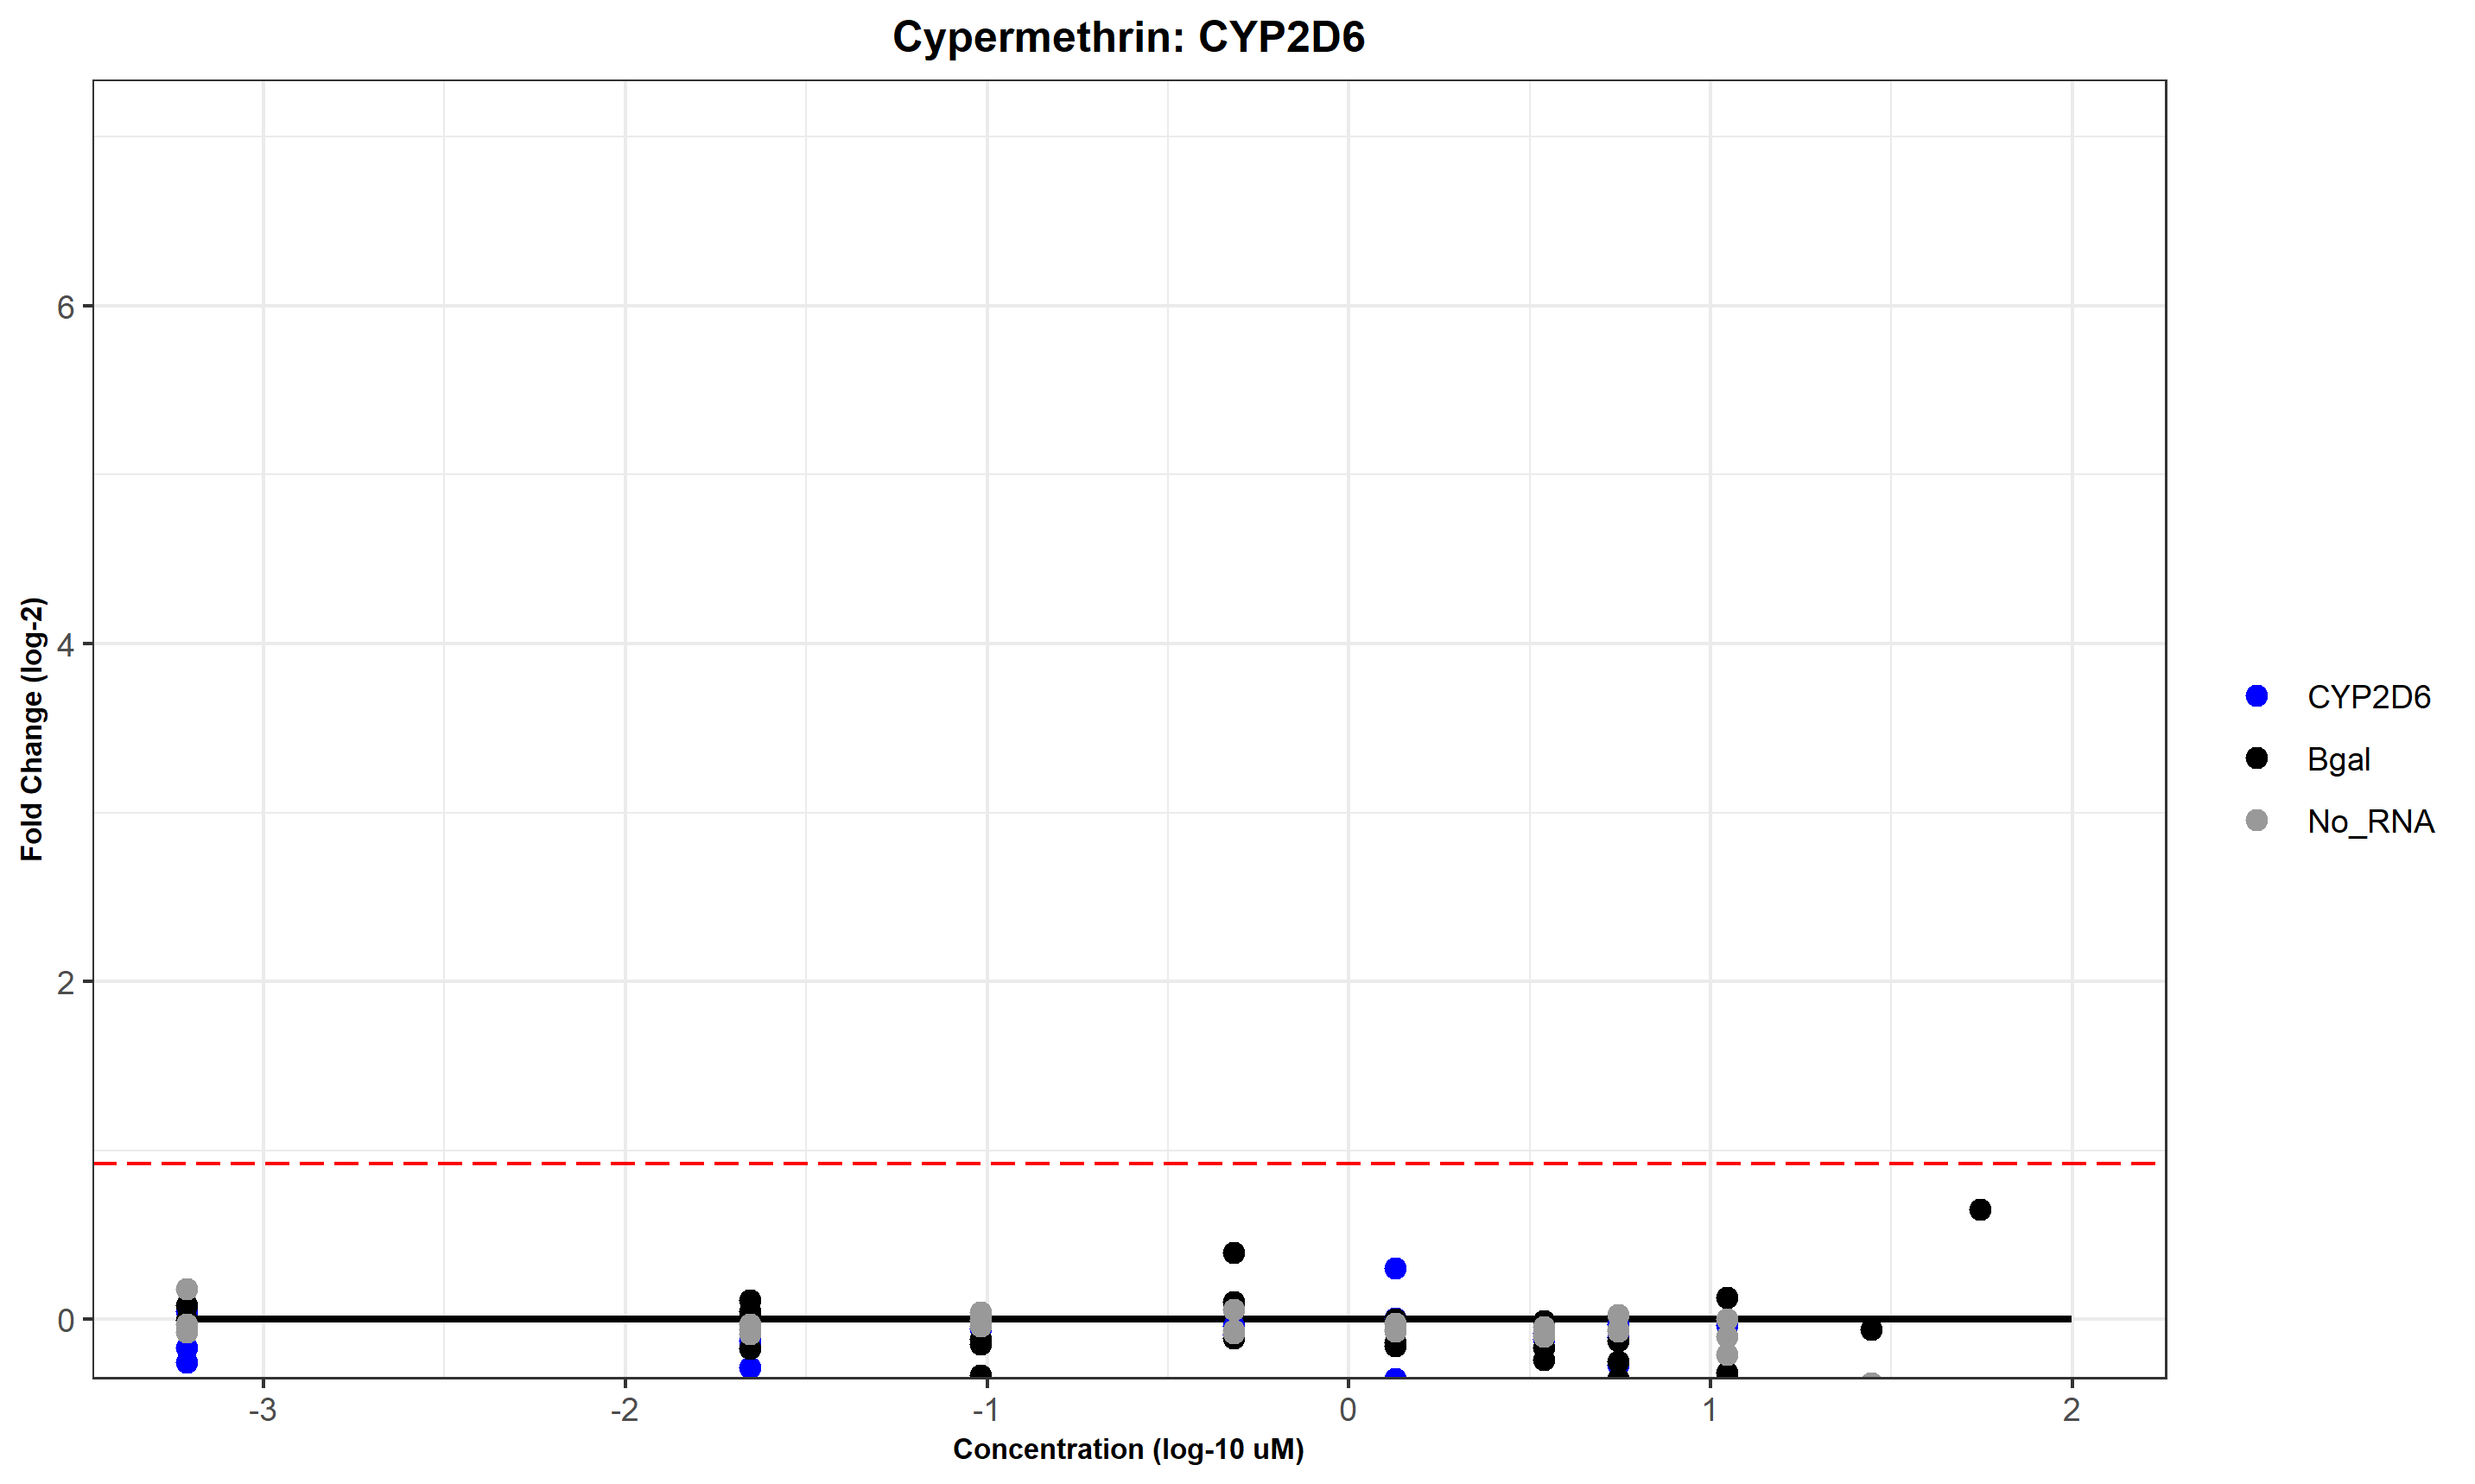 Cypermethrin: CYP2D6
Fold Change (log-2)
6
4
2
0
-3
-2
-1
0
1
2
Concentration (log-10 uM)
CYP2D6
Bgal
No_RNA